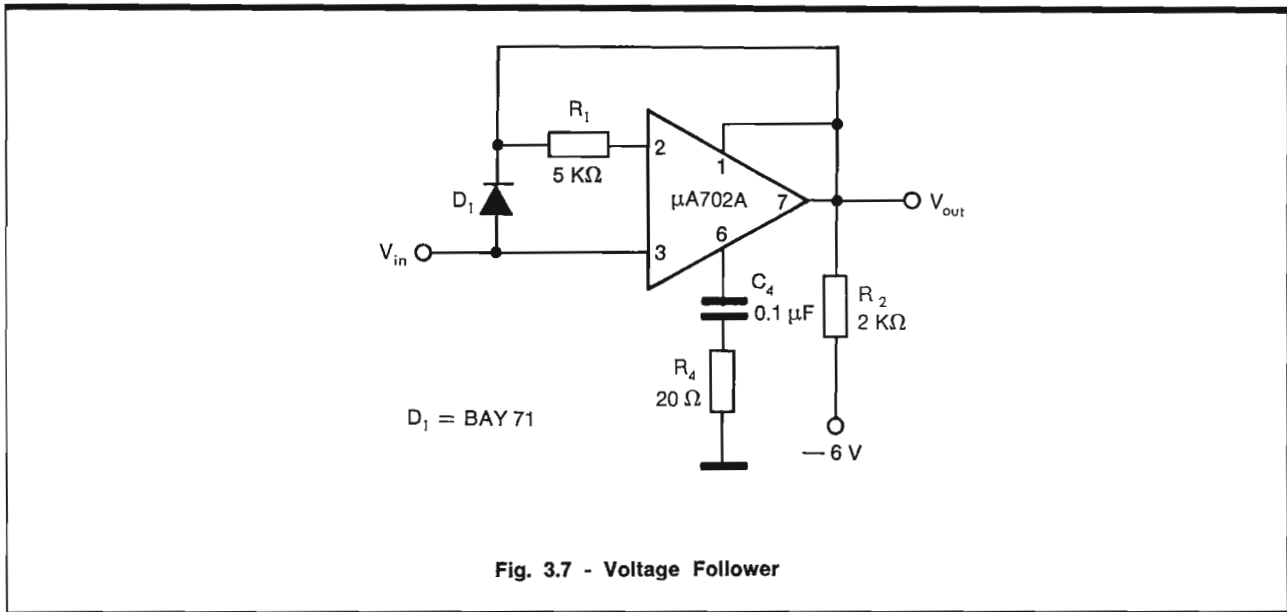 R1
5 KΩ
2
1
µA702A
7
Vout
D1
6
Vin
3
C4
0.1 µF
R2
2 KΩ
R4
20 Ω
D1 = BAY 71
— 6 V
Fig. 3.7 - Voltage Follower